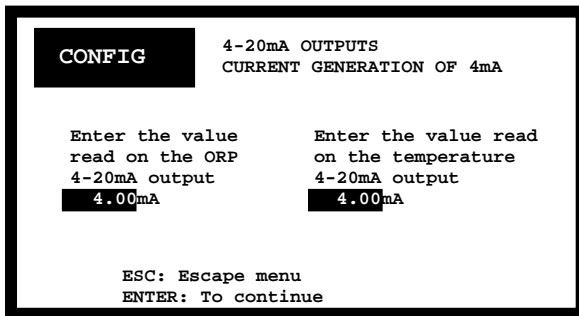 CONFIG
4-20mA OUTPUTS
CURRENT GENERATION OF 4mA
Enter the value
read on the ORP
4-20mA output
4.00mA
Enter the value read
on the temperature
4-20mA output
4.00mA
ESC: Escape menu
ENTER: To continue